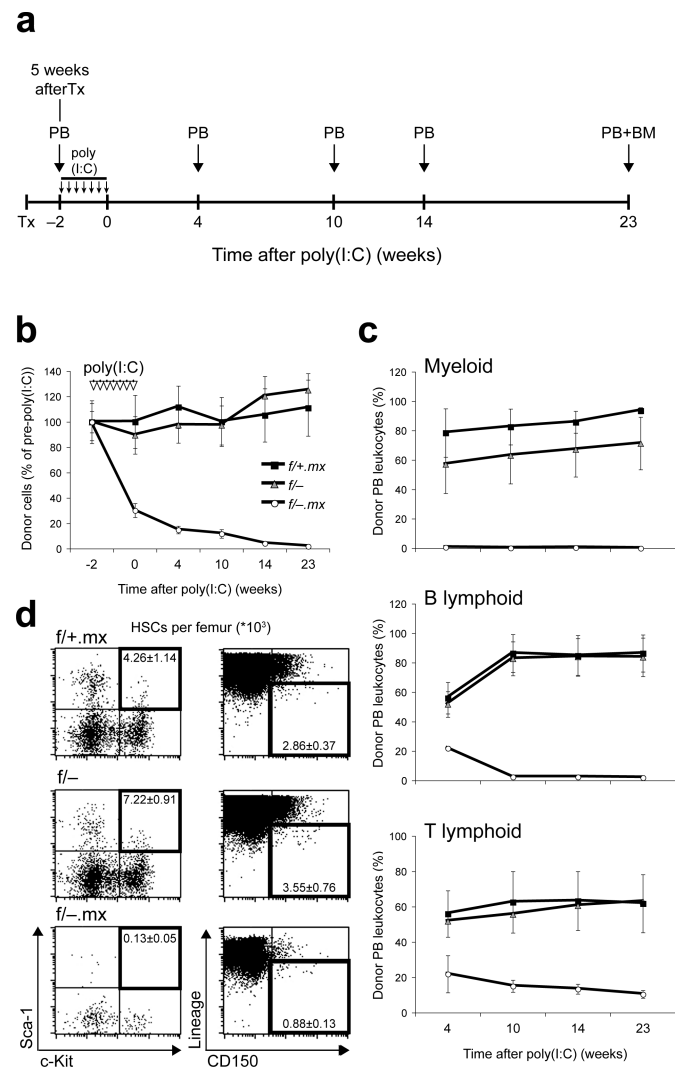 a
5 weeks
afterTx
PB
poly
(I:C)
PB
PB
PB
PB+BM
Tx
–2
0
4
10
14
23
Time after poly(I:C) (weeks)
b
poly(I:C)
Donor cells (% of pre-poly(I:C))
140
120
100
80
60
40
20
0
f/+.mx
f/–
f/–.mx
-2
0
4
10
14
23
Time after poly(I:C) (weeks)
c
Myeloid
Donor PB leukocytes (%)
120
100
80
60
40
20
0
B lymphoid
Donor PB leukocytes (%)
120
100
80
60
40
20
0
T lymphoid
Donor PB leukocytes (%)
100
80
60
40
20
0
4
10
14
23
Time after poly(I:C) (weeks)
d
HSCs per femur (*10³)
f/+.mx
4.26±1.14
2.86±0.37
f/–
7.22±0.91
3.55±0.76
f/–.mx
0.13±0.05
0.88±0.13
Sca-1
c-Kit
Lineage
CD150